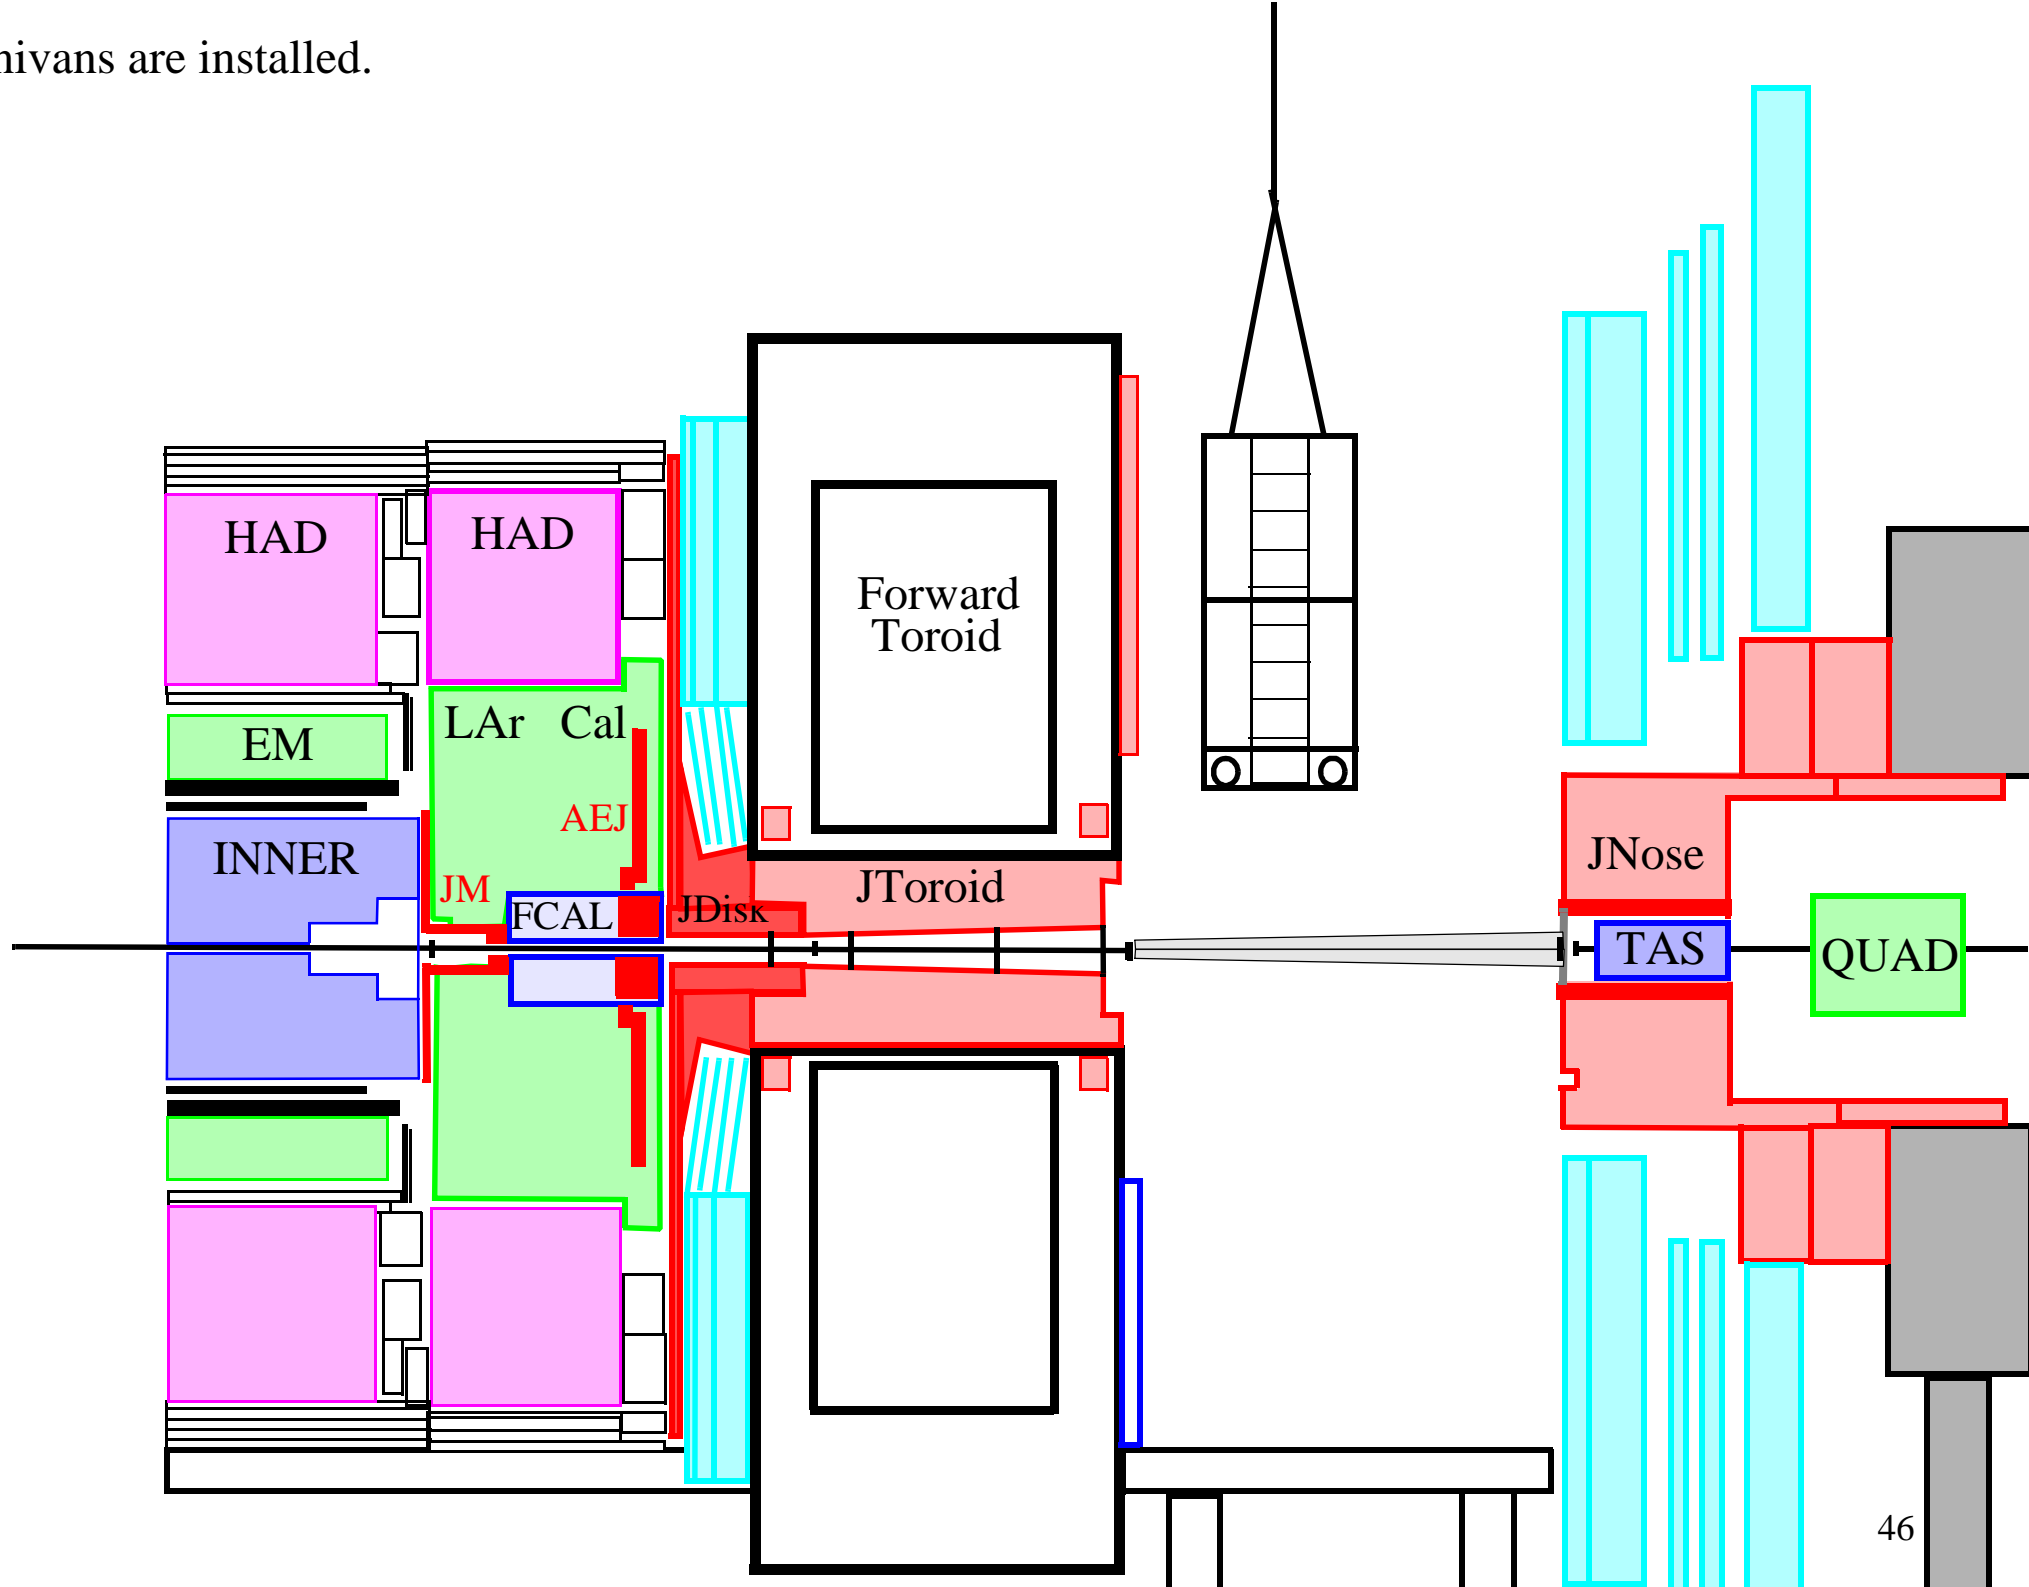 are installed.
HAD
HAD
Forward
Toroid
LAr Cal
EM
AEJ
INNER
JM
FCAL
JDisk
JToroid
JNose
TAS
QUAD
46